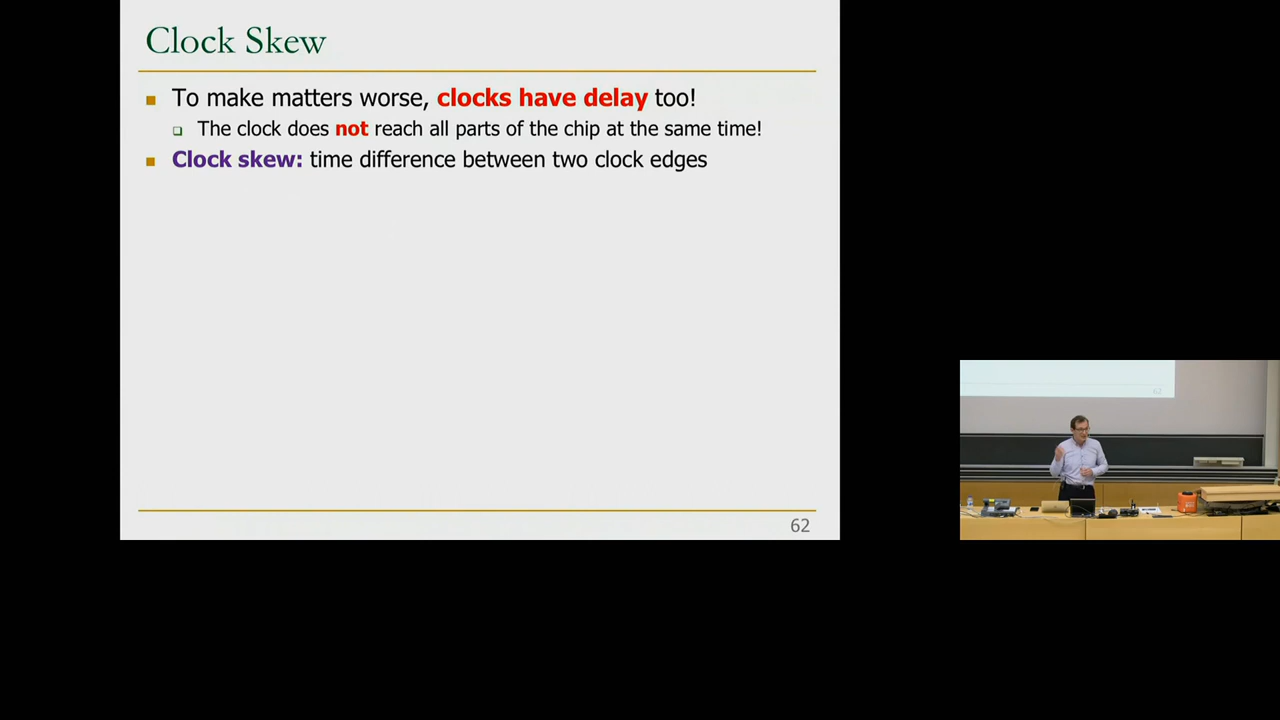 Clock Skew
To make matters worse, clocks have delay too!
The clock does not reach all parts of the chip at the same time!
Clock skew: time difference between two clock edges
62
62